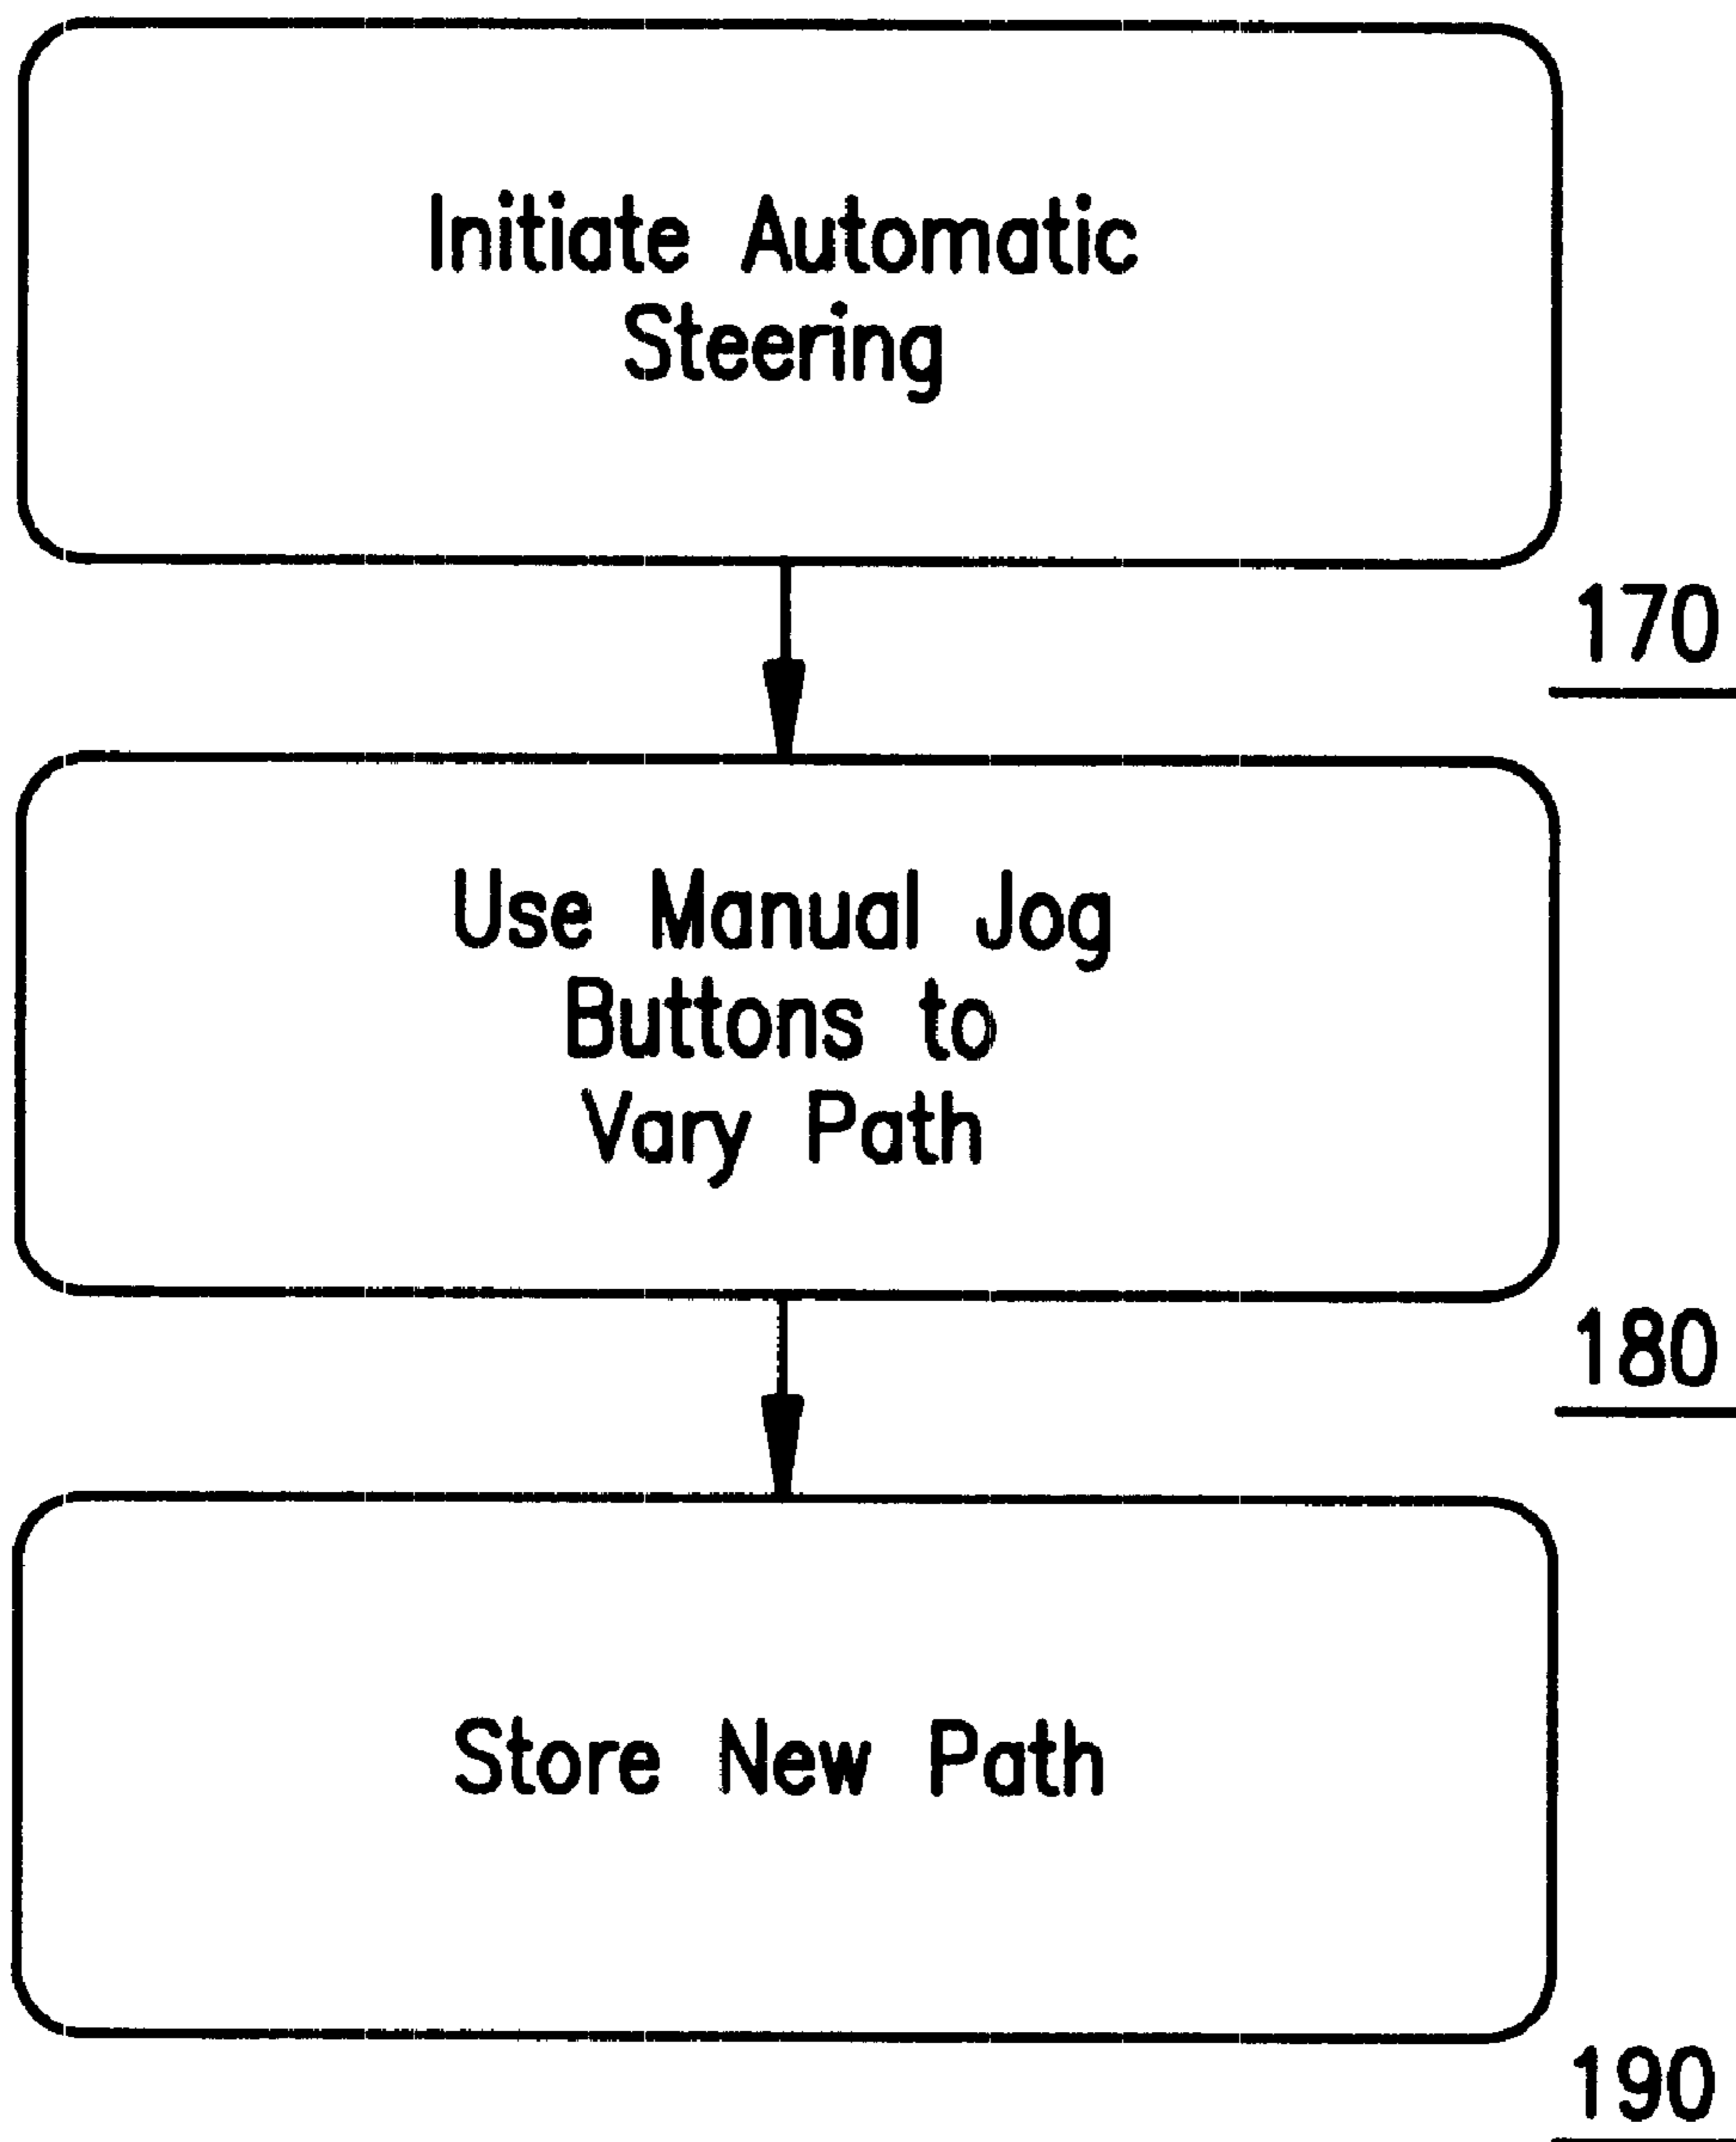 Initiate Automatic
Steering
170
Use Manual Jog
Buttons to
Vary Path
180
Store New Path
190